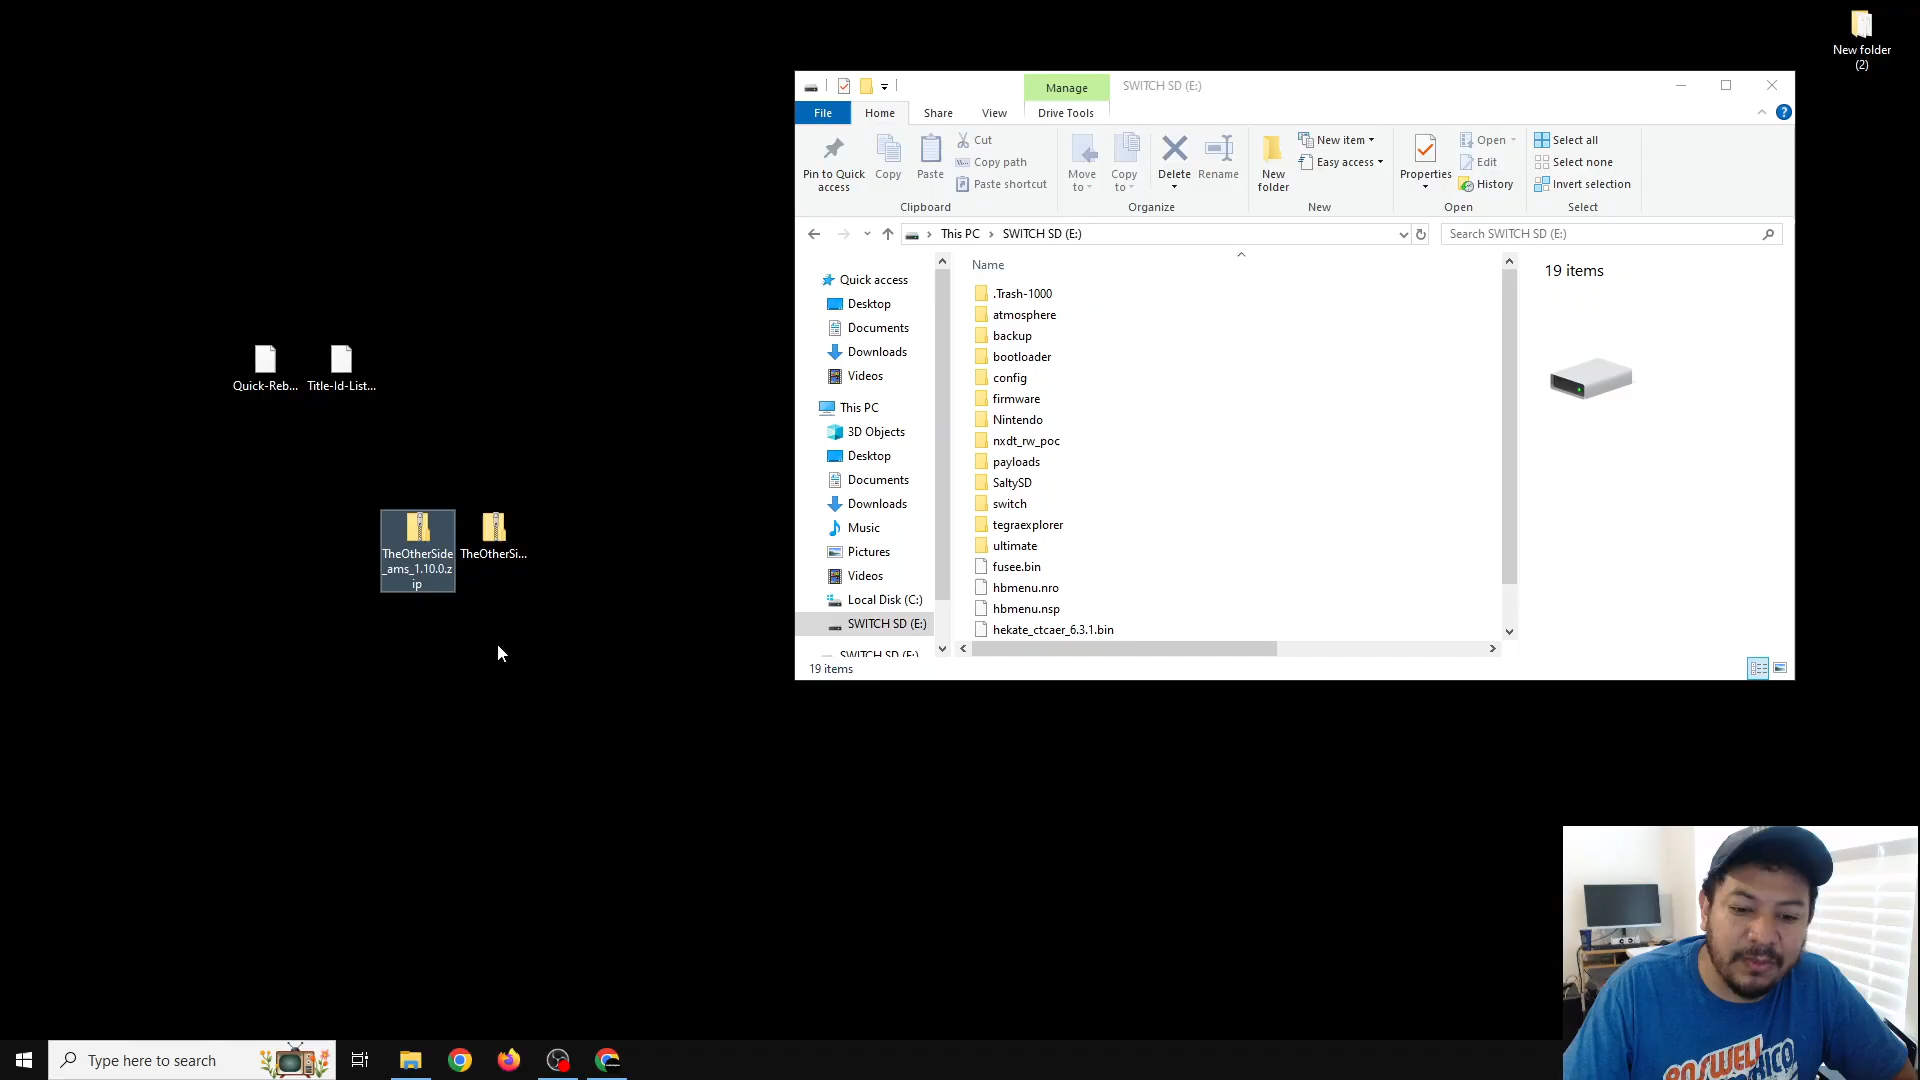 New folder
(2)
Manage
SWITCH SD (E:)
File
Home
Share
View
Drive Tools
Pin to Quick
access
Copy
Paste
Cut
Copy path
Paste shortcut
Clipboard
Move
to
Copy
to
Delete
Rename
Organize
New
folder
New item
Easy access
New
Properties
Open
Edit
History
Open
Select all
Select none
Invert selection
Select
This PC
SWITCH SD (E:)
Search SWITCH SD (E:)
Quick access
Desktop
Documents
Downloads
Videos
This PC
3D Objects
Desktop
Documents
Downloads
Music
Pictures
Videos
Local Disk (C:)
SWITCH SD (E:)
SWITCH SD (E:)
Name
.Trash-1000
atmosphere
backup
bootloader
config
firmware
Nintendo
nxdt_rw_poc
payloads
SaltySD
switch
tegraexplorer
ultimate
fusee.bin
hbmenu.nro
hbmenu.nsp
hekate_ctcaer_6.3.1.bin
19 items
19 items
Quick-Reb...
Title-Id-List...
TheOtherSide
_ams_1.10.0.z
ip
TheOtherSi...
Type here to search
ROSWELL